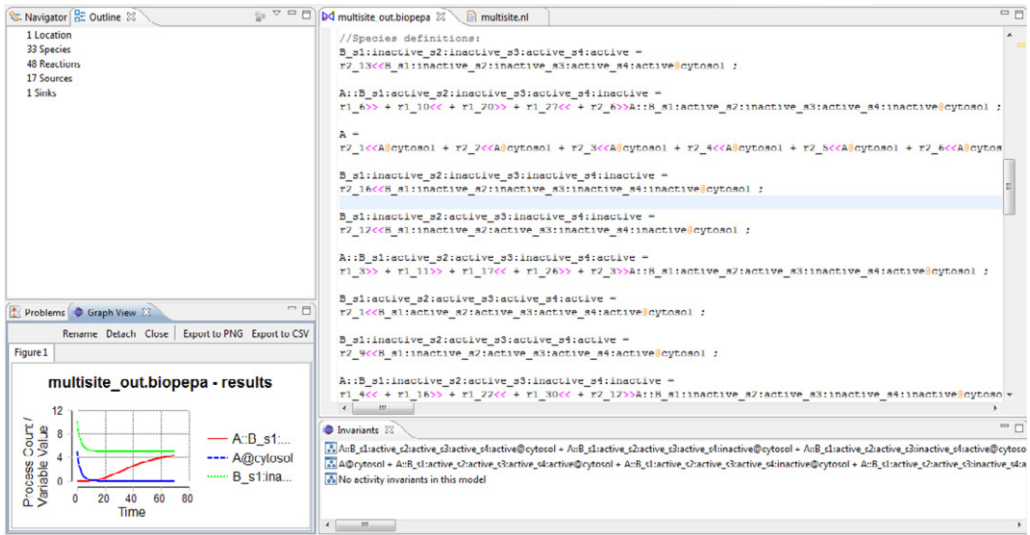 Navigator Outline
1 Location
33 Species
48 Reactions
17 Sources
1 Sinks
multisite_out.biopepa multisite.nl
//Species definitions:
B_s1:inactive_s2:inactive_s3:active_s4:active =
r2_13<<B_s1:inactive_s2:inactive_s3:active_s4:active@cytosol ;
A::B_s1:active_s2:inactive_s3:active_s4:inactive =
r1_6>> + r1_10<< + r1_20>> + r1_27<< + r2_6>>A::B_s1:active_s2:inactive_s3:active_s4:inactive@cytosol ;
A =
r2_1<<A@cytosol + r2_2<<A@cytosol + r2_3<<A@cytosol + r2_4<<A@cytosol + r2_5<<A@cytosol + r2_6<<A@cytos
B_s1:inactive_s2:inactive_s3:inactive_s4:inactive =
r2_16<<B_s1:inactive_s2:inactive_s3:inactive_s4:inactive@cytosol ;
B_s1:inactive_s2:active_s3:inactive_s4:inactive =
r2_12<<B_s1:inactive_s2:active_s3:inactive_s4:inactive@cytosol ;
A::B_s1:active_s2:active_s3:inactive_s4:active =
r1_3>> + r1_11>> + r1_17<< + r1_26>> + r2_3>>A::B_s1:active_s2:active_s3:inactive_s4:active@cytosol ;
B_s1:active_s2:active_s3:active_s4:active =
r2_1<<B_s1:active_s2:active_s3:active_s4:active@cytosol ;
B_s1:inactive_s2:active_s3:active_s4:active =
r2_9<<B_s1:inactive_s2:active_s3:active_s4:active@cytosol ;
A::B_s1:inactive_s2:active_s3:inactive_s4:inactive =
r1_4<< + r1_16>> + r1_22<< + r1_30<< + r2_12>>A::B_s1:inactive_s2:active_s3:inactive_s4:inactive@cytoso
Problems Graph View
Rename Detach Close Export to PNG Export to CSV
Figure 1
multisite_out.biopepa - results
Process Count /
Variable Value
12
8
4
0
0 20 40 60 80
Time
A::B_s1:...
A@cytosol
B_s1:ina...
Invariants
A::B_s1:active_s2:active_s3:active_s4:active@cytosol + A::B_s1:active_s2:active_s3:active_s4:inactive@cytosol + A::B_s1:active_s2:active_s3:inactive_s4:active@cytoso
A@cytosol + A::B_s1:active_s2:active_s3:active_s4:active@cytosol + A::B_s1:active_s2:active_s3:active_s4:inactive@cytosol + A::B_s1:active_s2:active_s3:inactive_s4:a
No activity invariants in this model